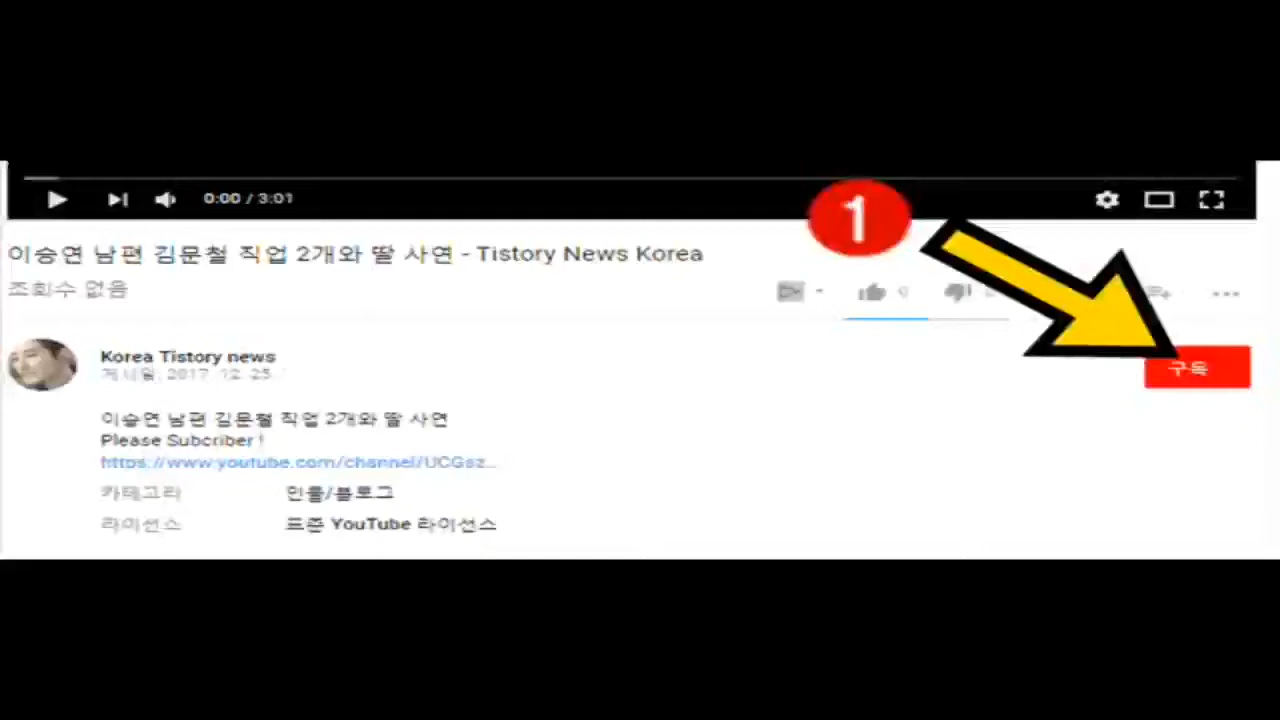 0:00 / 3:01
1
이승연 남편 김문철 직업 2개와 딸 사연 - Tistory News Korea
조회수 없음
0
Korea Tistory news
게시일: 2017. 12. 25.
구독
이승연 남편 김문철 직업 2개와 딸 사연
Please Subcriber !
https://www.youtube.com/channel/UCGsz...
카테고리 인물/블로그
라이선스 표준 YouTube 라이선스